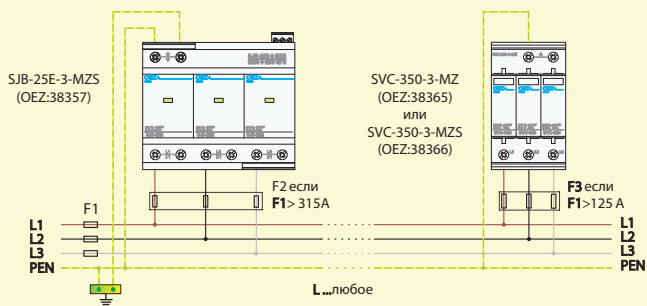 SJB-25E-3-MZS
(OEZ:38357)
SVC-350-3-MZ
(OEZ:38365)
или
SVC-350-3-MZS
(OEZ:38366)
F2 если
F1> 315A
F3 если
F1>125 A
F1
L1
L2
L3
PEN
L1
L2
L3
PEN
L ...любое